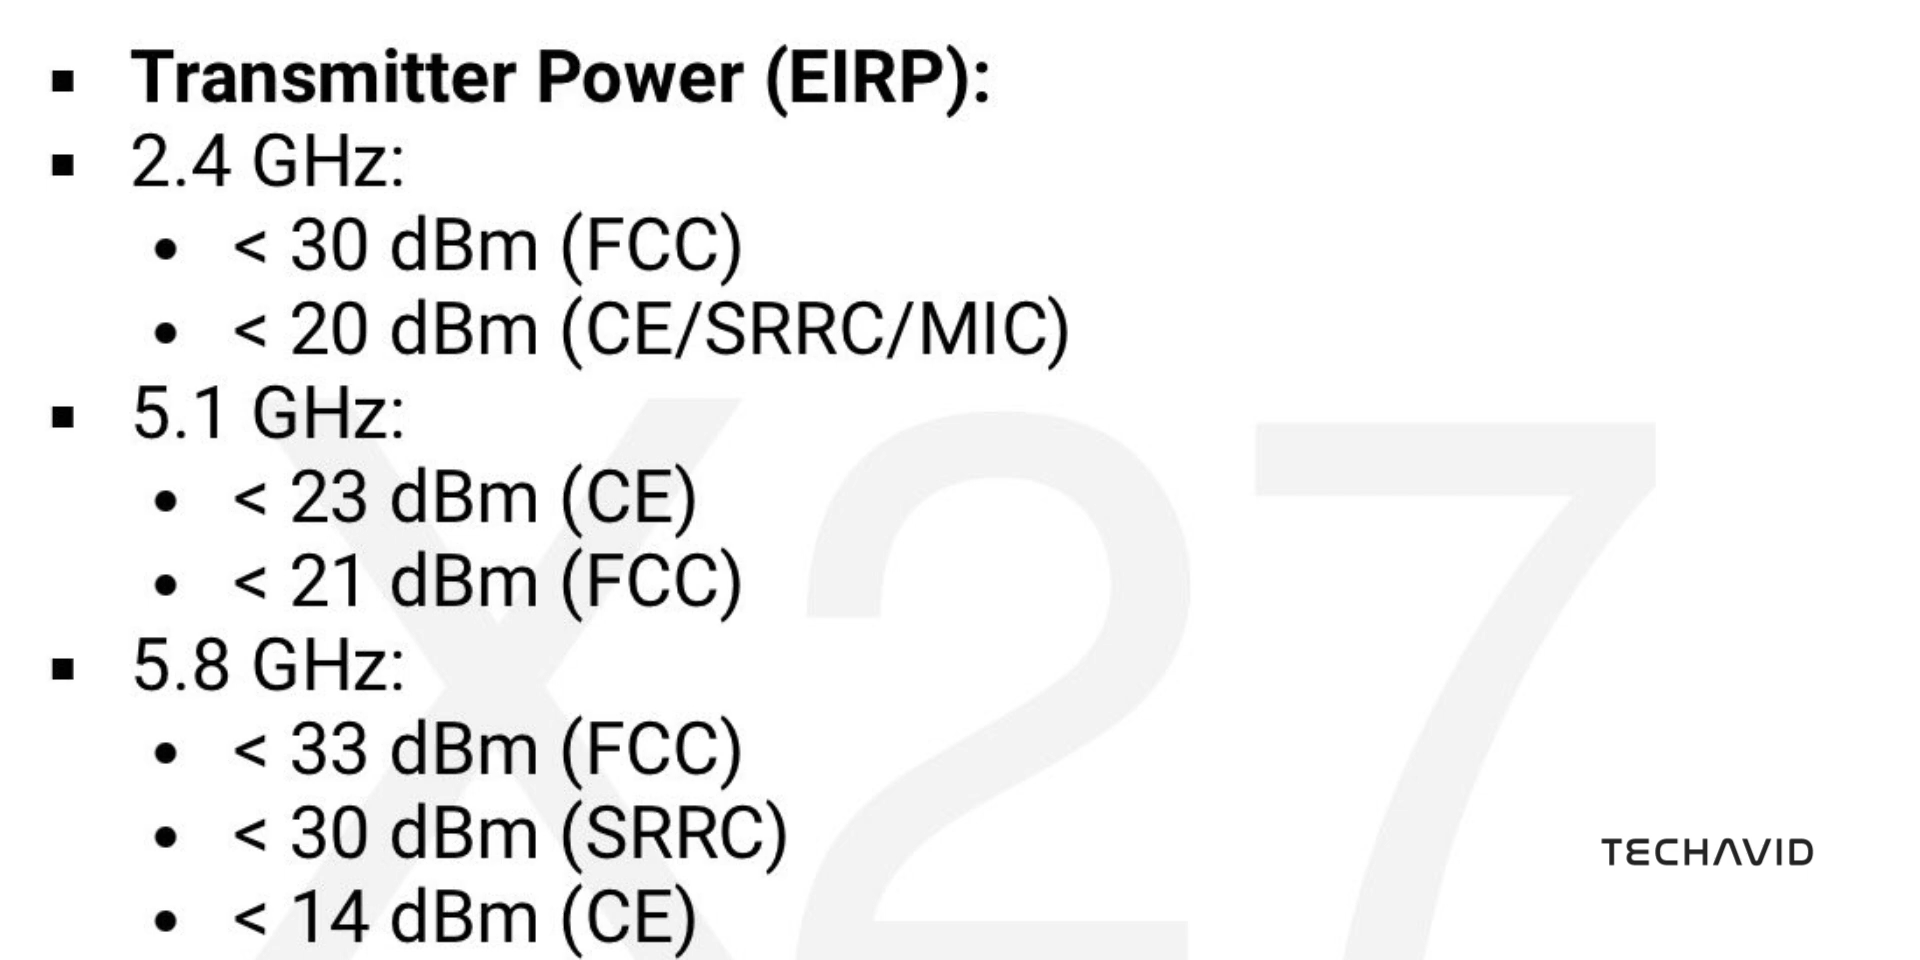 Transmitter Power (EIRP):
2.4 GHz:
< 30 dBm (FCC)
< 20 dBm (CE/SRRC/MIC)
5.1 GHz:
< 23 dBm (CE)
< 21 dBm (FCC)
5.8 GHz:
< 33 dBm (FCC)
< 30 dBm (SRRC)
< 14 dBm (CE)
X27
TECHAVID